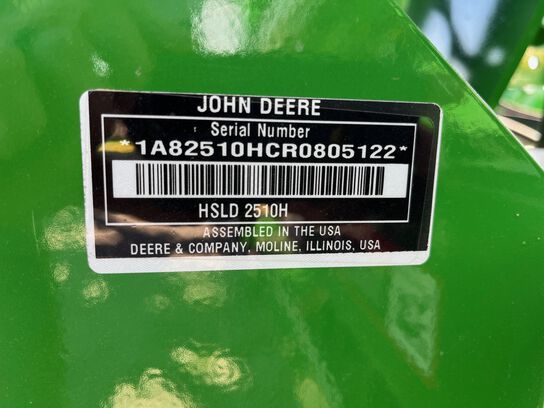 JOHN DEERE
Serial Number
*1A82510HCR0805122*
HSLD 2510H
ASSEMBLED IN THE USA
DEERE & COMPANY, MOLINE, ILLINOIS, USA